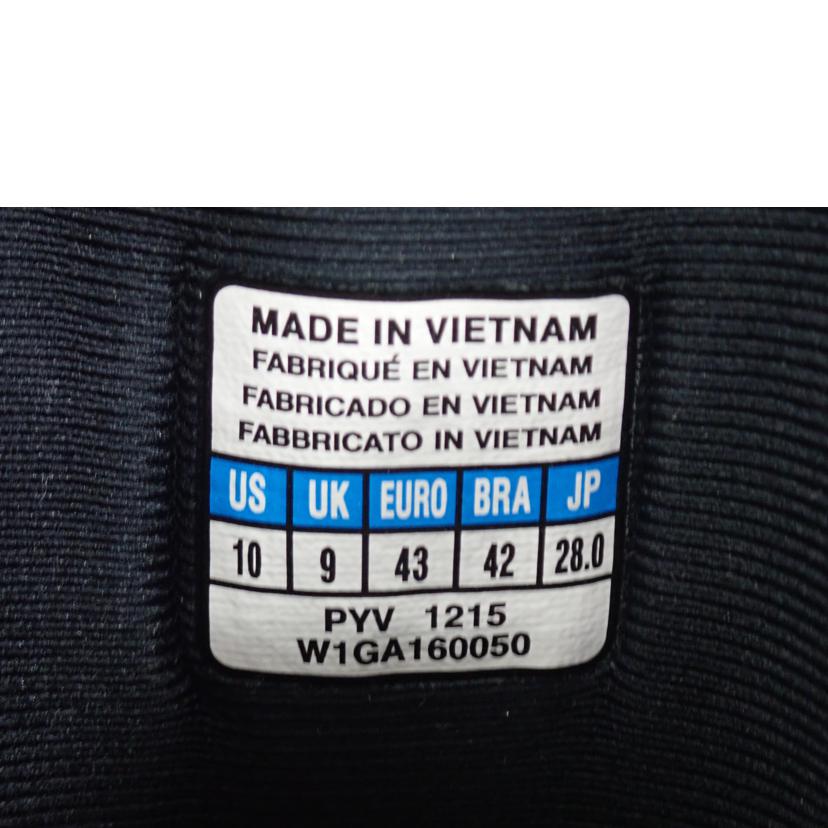 MADE IN VIETNAM
FABRIQUÉ EN VIETNAM
FABRICADO EN VIETNAM
FABBRICATO IN VIETNAM
US UK EURO BRA JP
10 9 43 42 28.0
PYV 1215
W1GA160050